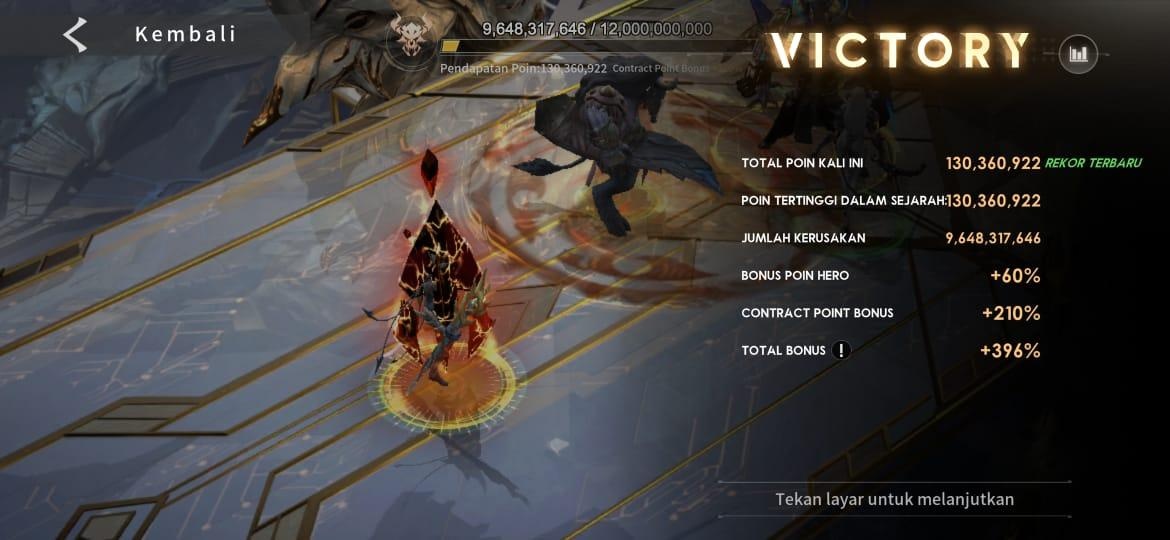 Kembali
9,648,317,646 / 12,000,000,000
Pendapatan Poin:130,360,922 Contract Point Bonus
VICTORY
TOTAL POIN KALI INI 130,360,922 REKOR TERBARU
POIN TERTINGGI DALAM SEJARAH:130,360,922
JUMLAH KERUSAKAN 9,648,317,646
BONUS POIN HERO +60%
CONTRACT POINT BONUS +210%
TOTAL BONUS ! +396%
Tekan layar untuk melanjutkan